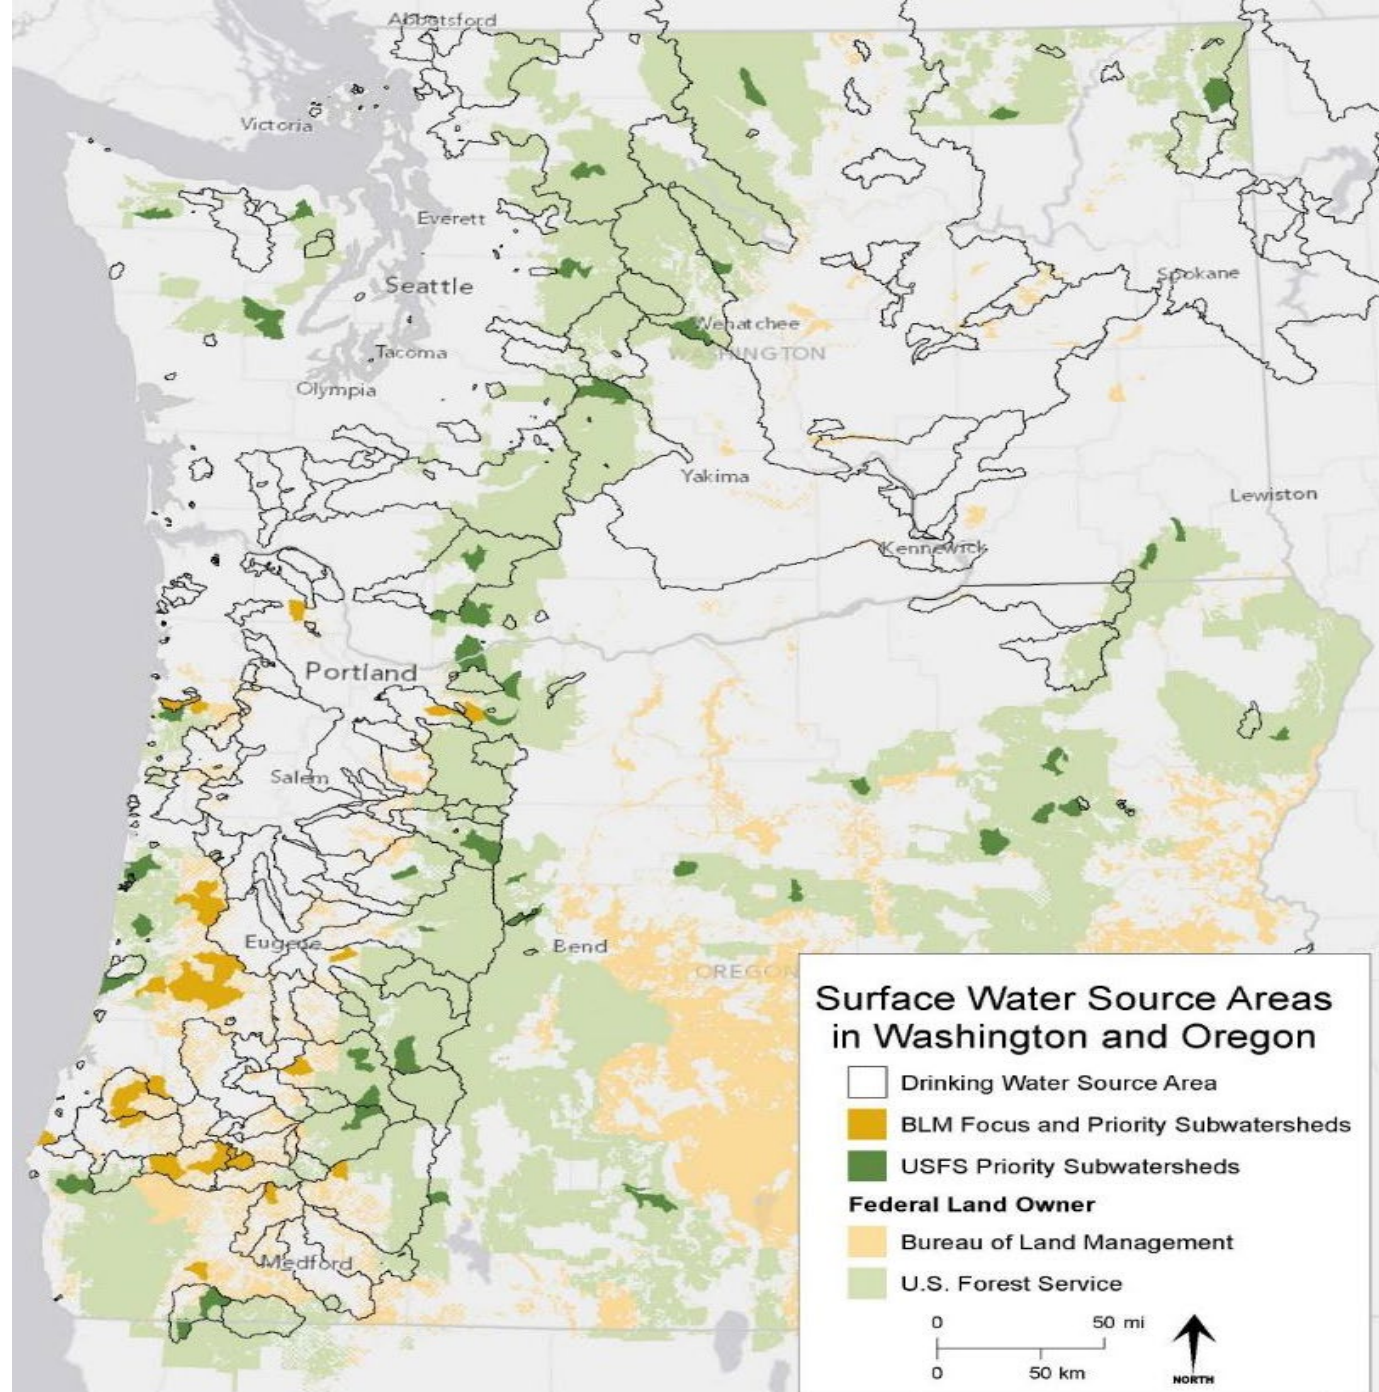 Abbotsford
Victoria
Everett
Seattle
Spokane
Wenatchee
WASHINGTON
Tacoma
Olympia
Yakima
Lewiston
Kennewick
Portland
Salem
Eugene
Bend
OREGON
Medford
Surface Water Source Areas
in Washington and Oregon
Drinking Water Source Area
BLM Focus and Priority Subwatersheds
USFS Priority Subwatersheds
Federal Land Owner
Bureau of Land Management
U.S. Forest Service
0 50 mi
0 50 km
NORTH